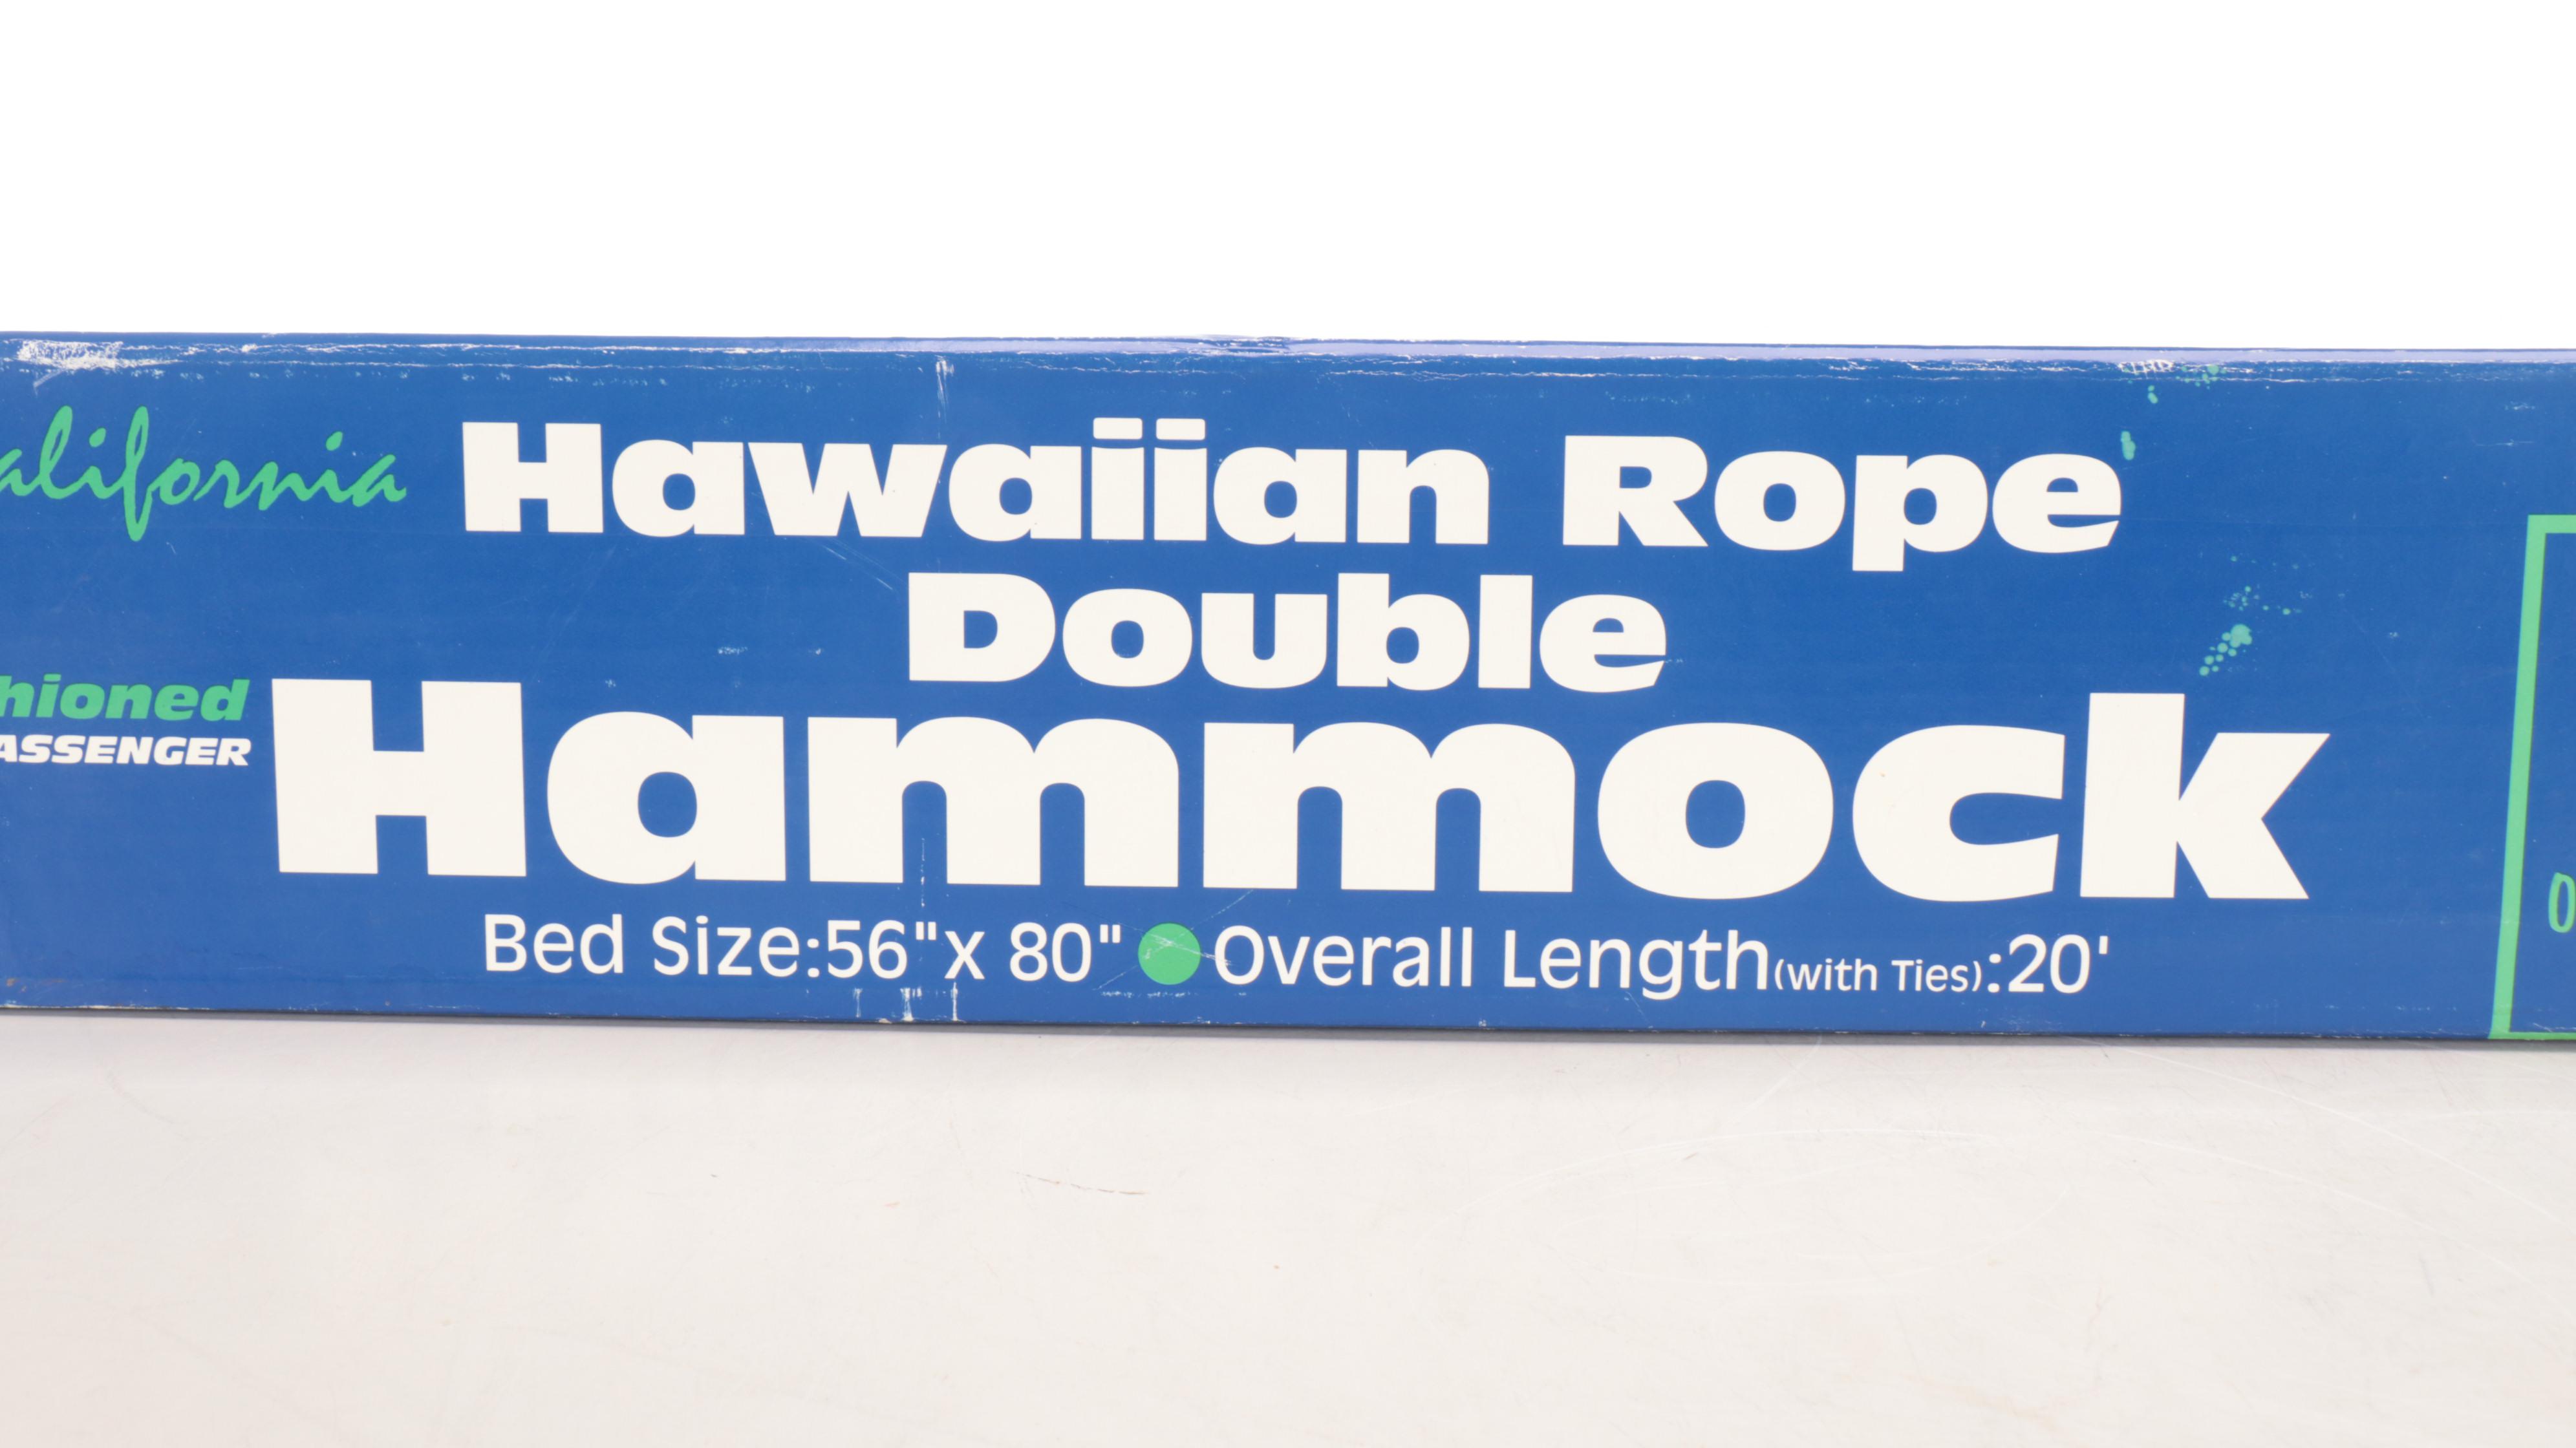 alifornia
Hawaiian Rope
Double
hioned
ASSENGER
Hammock
Bed Size:56"x 80" Overall Length(with Ties):20'